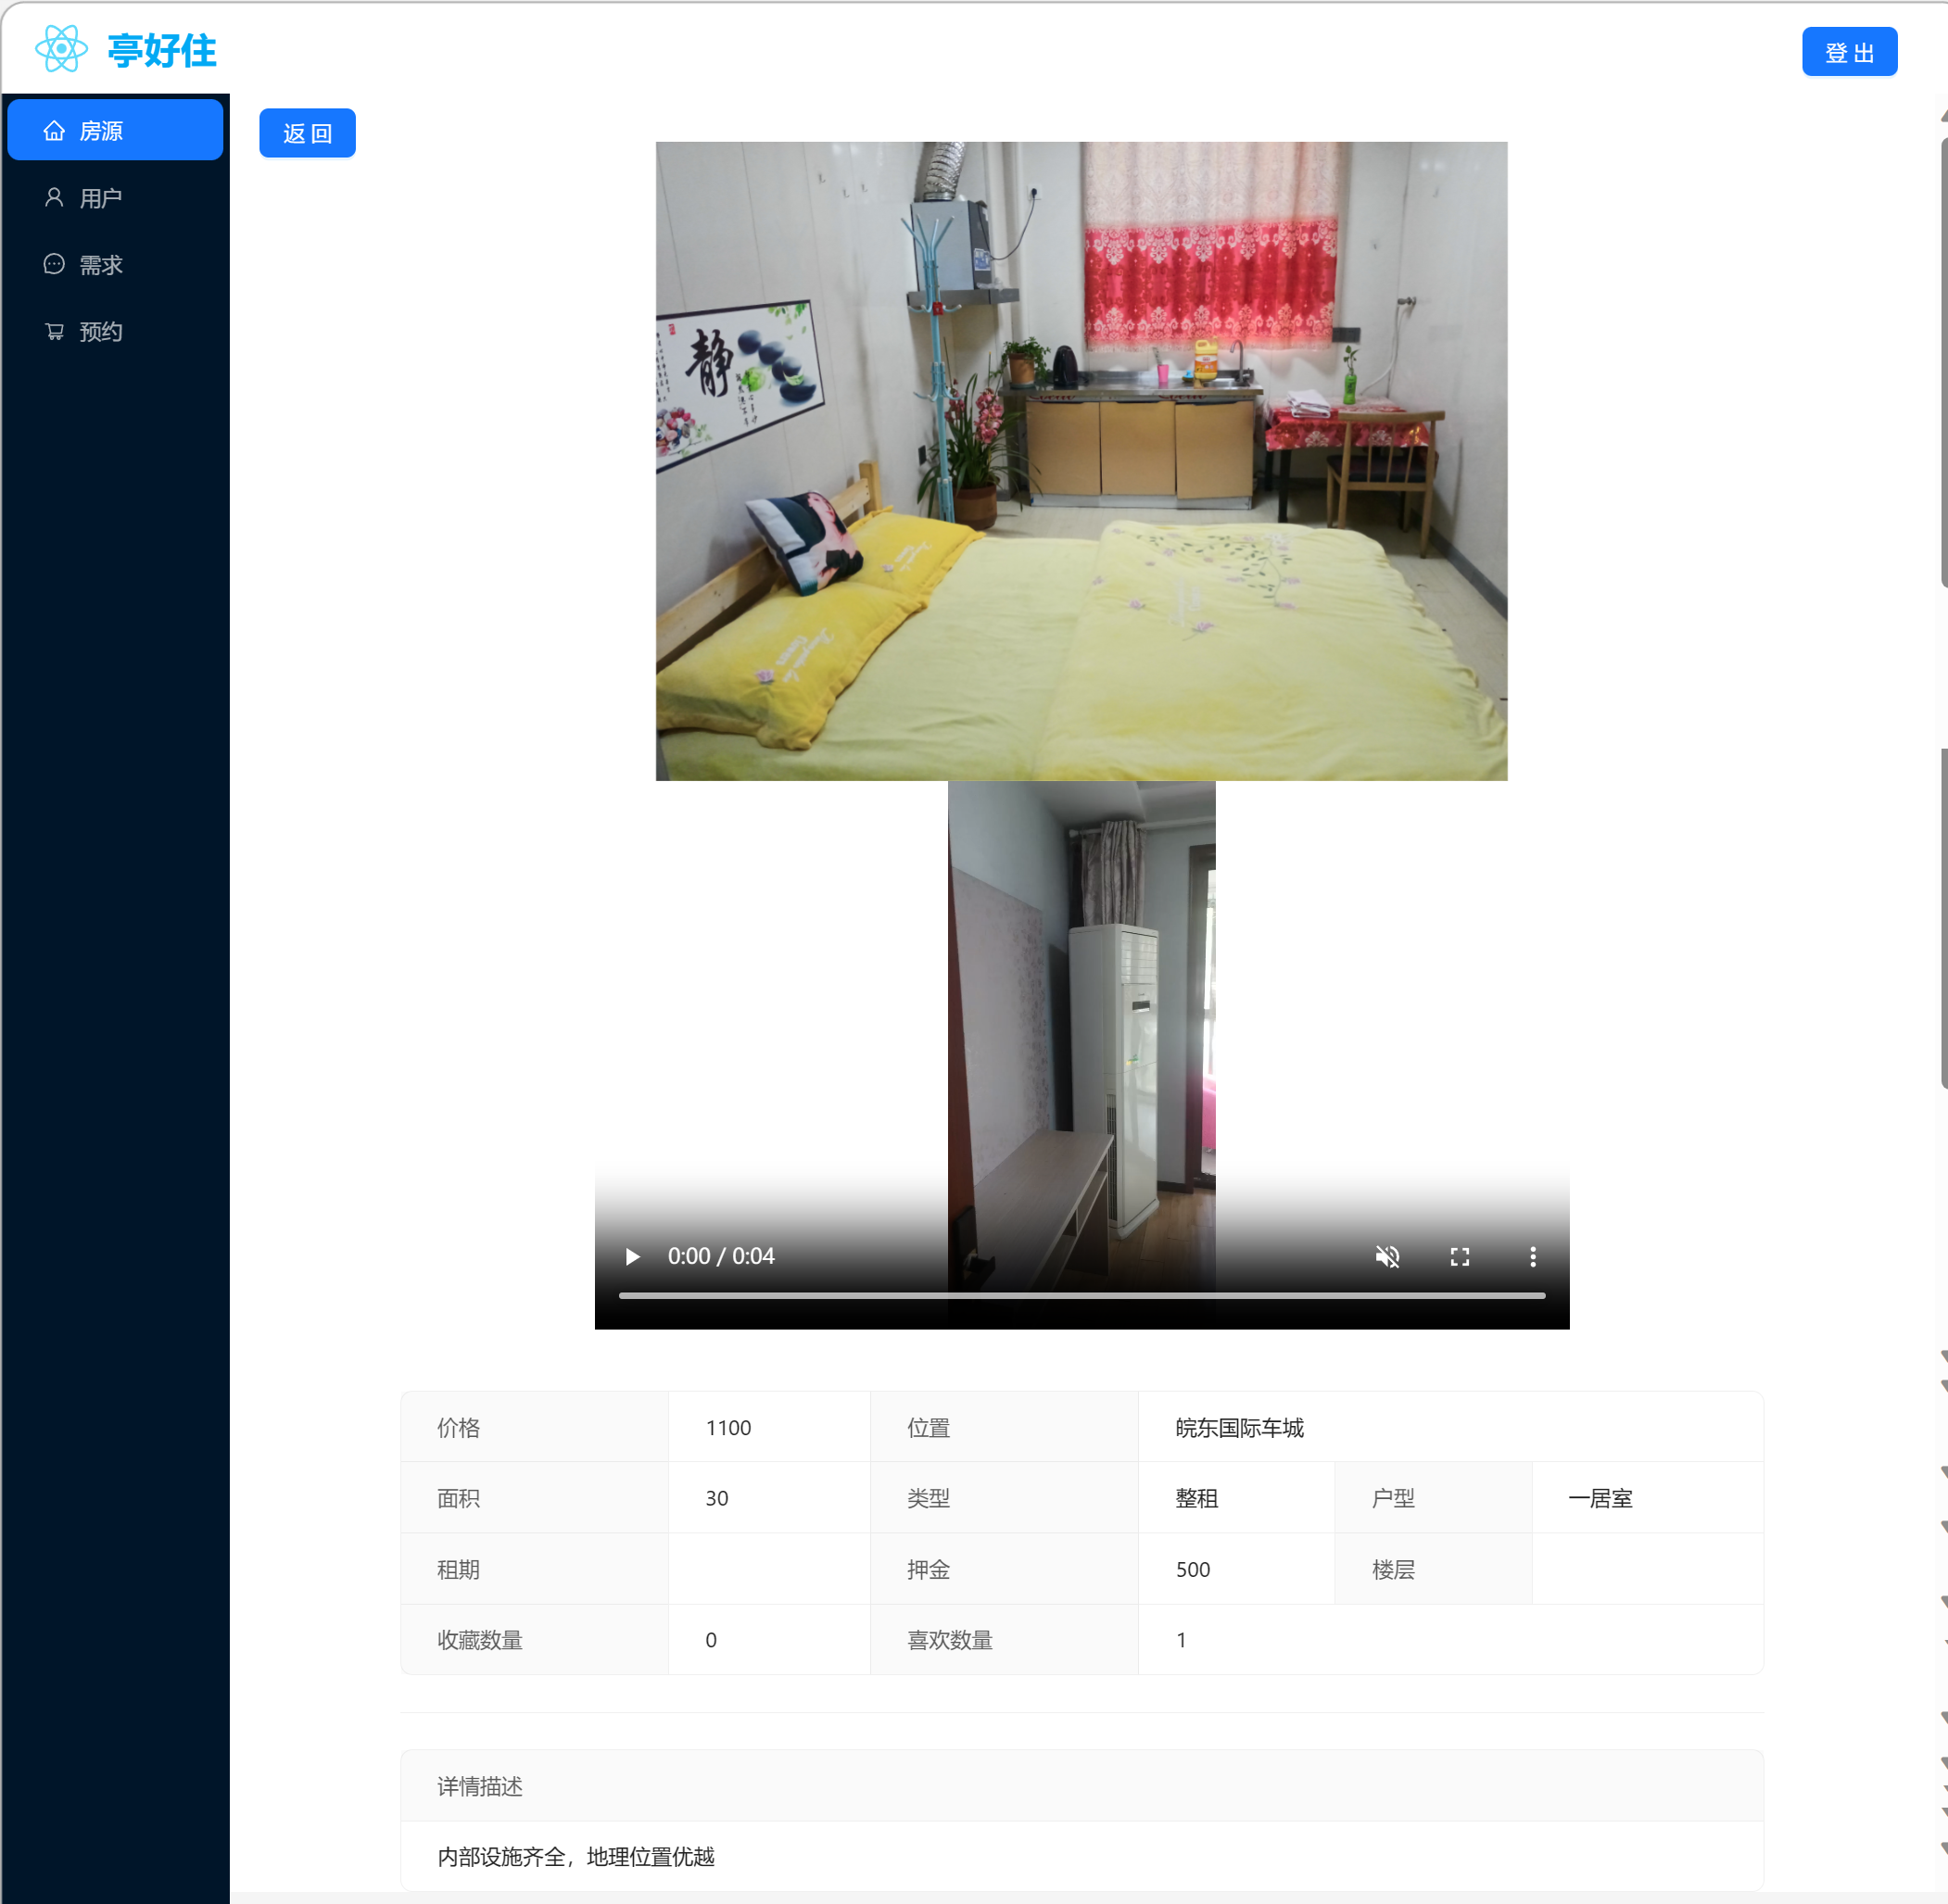 亭好住
登出
房源
用户
需求
预约
返回
静
0:00 / 0:04
价格 1100 位置 皖东国际车城
面积 30 类型 整租 户型 一居室
租期 押金 500 楼层
收藏数量 0 喜欢数量 1
详情描述
内部设施齐全，地理位置优越